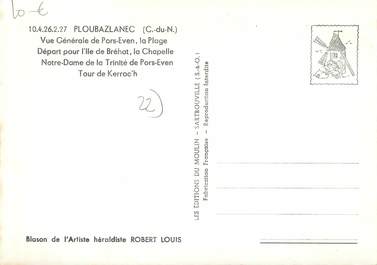 10-€
10.4.26.2.27 PLOUBAZLANEC (C.-du-N.)
Vue Générale de Pors-Even, la Plage
Départ pour l'Ile de Bréhat, la Chapelle
Notre-Dame de la Trinité de Pors-Even
Tour de Kerroc'h
22)
LES EDITIONS DU MOULIN - SARTROUVILLE (S.-&-O.)
Fabrication Française - Reproduction Interdite
Blason de l'Artiste héraldiste ROBERT LOUIS